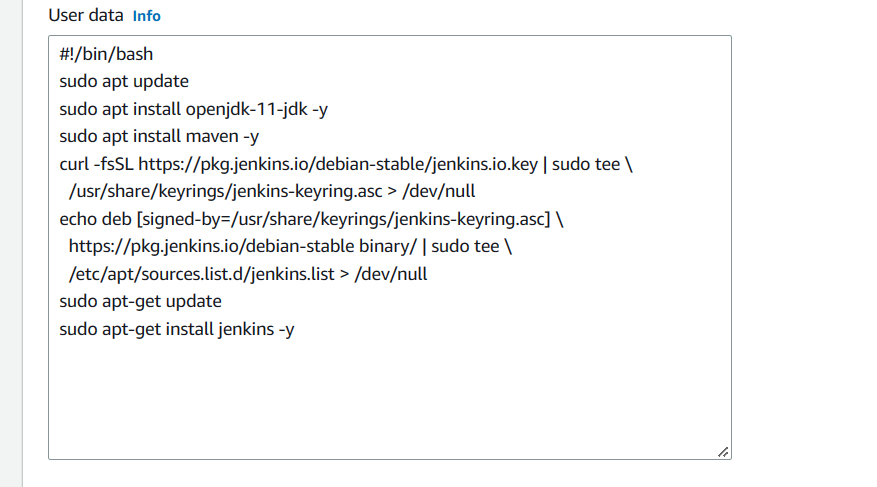 User data Info
#!/bin/bash
sudo apt update
sudo apt install openjdk-11-jdk -y
sudo apt install maven -y
curl -fsSL https://pkg.jenkins.io/debian-stable/jenkins.io.key | sudo tee \
  /usr/share/keyrings/jenkins-keyring.asc > /dev/null
echo deb [signed-by=/usr/share/keyrings/jenkins-keyring.asc] \
  https://pkg.jenkins.io/debian-stable binary/ | sudo tee \
  /etc/apt/sources.list.d/jenkins.list > /dev/null
sudo apt-get update
sudo apt-get install jenkins -y